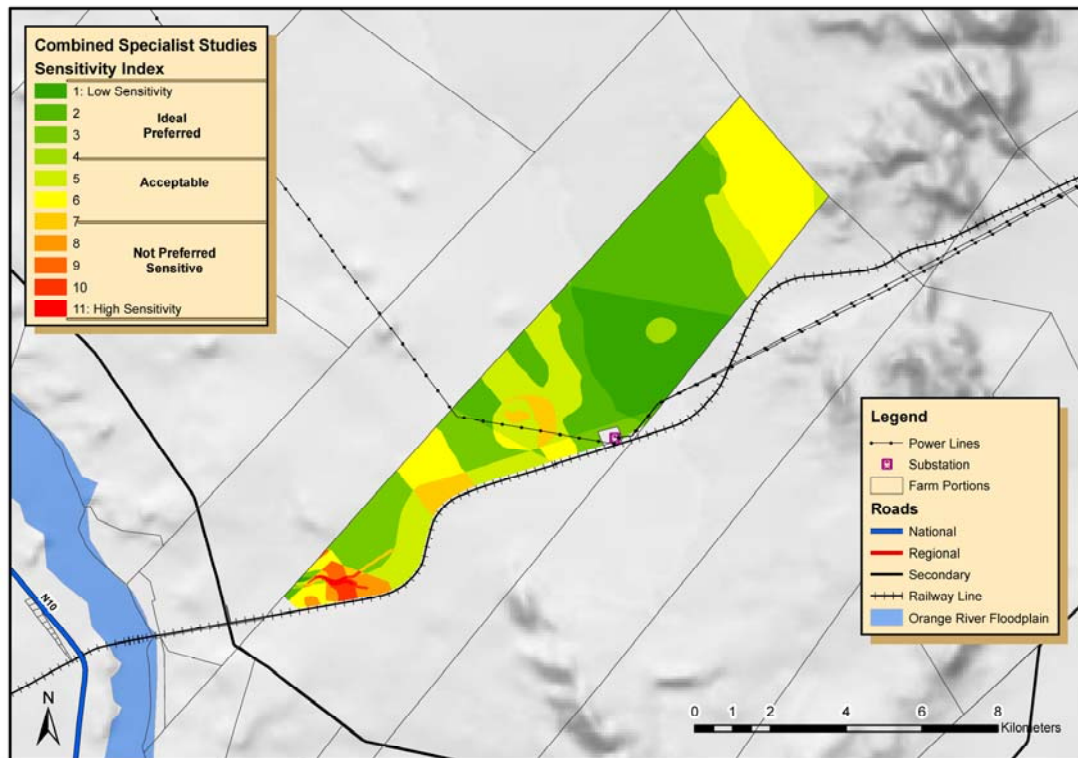 Combined Specialist Studies
Sensitivity Index
1: Low Sensitivity
2
3
4
5
6
7
8
9
10
11: High Sensitivity
Ideal
Preferred
Acceptable
Not Preferred
Sensitive
Legend
Power Lines
Substation
Farm Portions
Roads
National
Regional
Secondary
Railway Line
Orange River Floodplain
N10
N
0 1 2 4 6 8
Kilometers